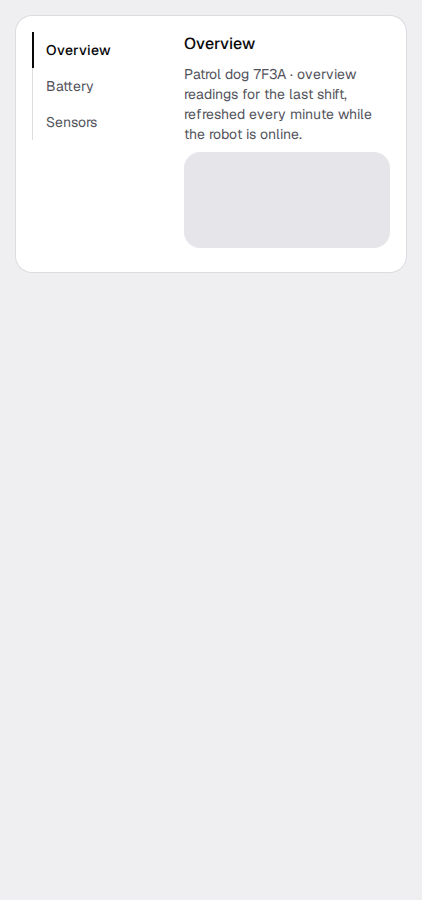 Overview
Battery
Sensors
Overview
Patrol dog 7F3A · overview
readings for the last shift,
refreshed every minute while
the robot is online.